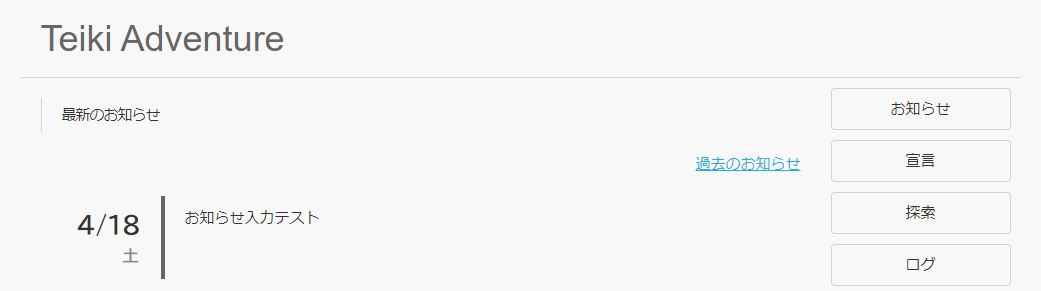 Teiki Adventure
最新のお知らせ
過去のお知らせ
4/18
土
お知らせ入力テスト
お知らせ
宣言
探索
ログ